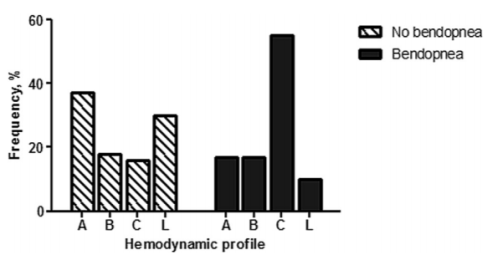 No bendopnea
Bendopnea
Frequency, %
60
40
20
0
A B C L A B C L
Hemodynamic profile